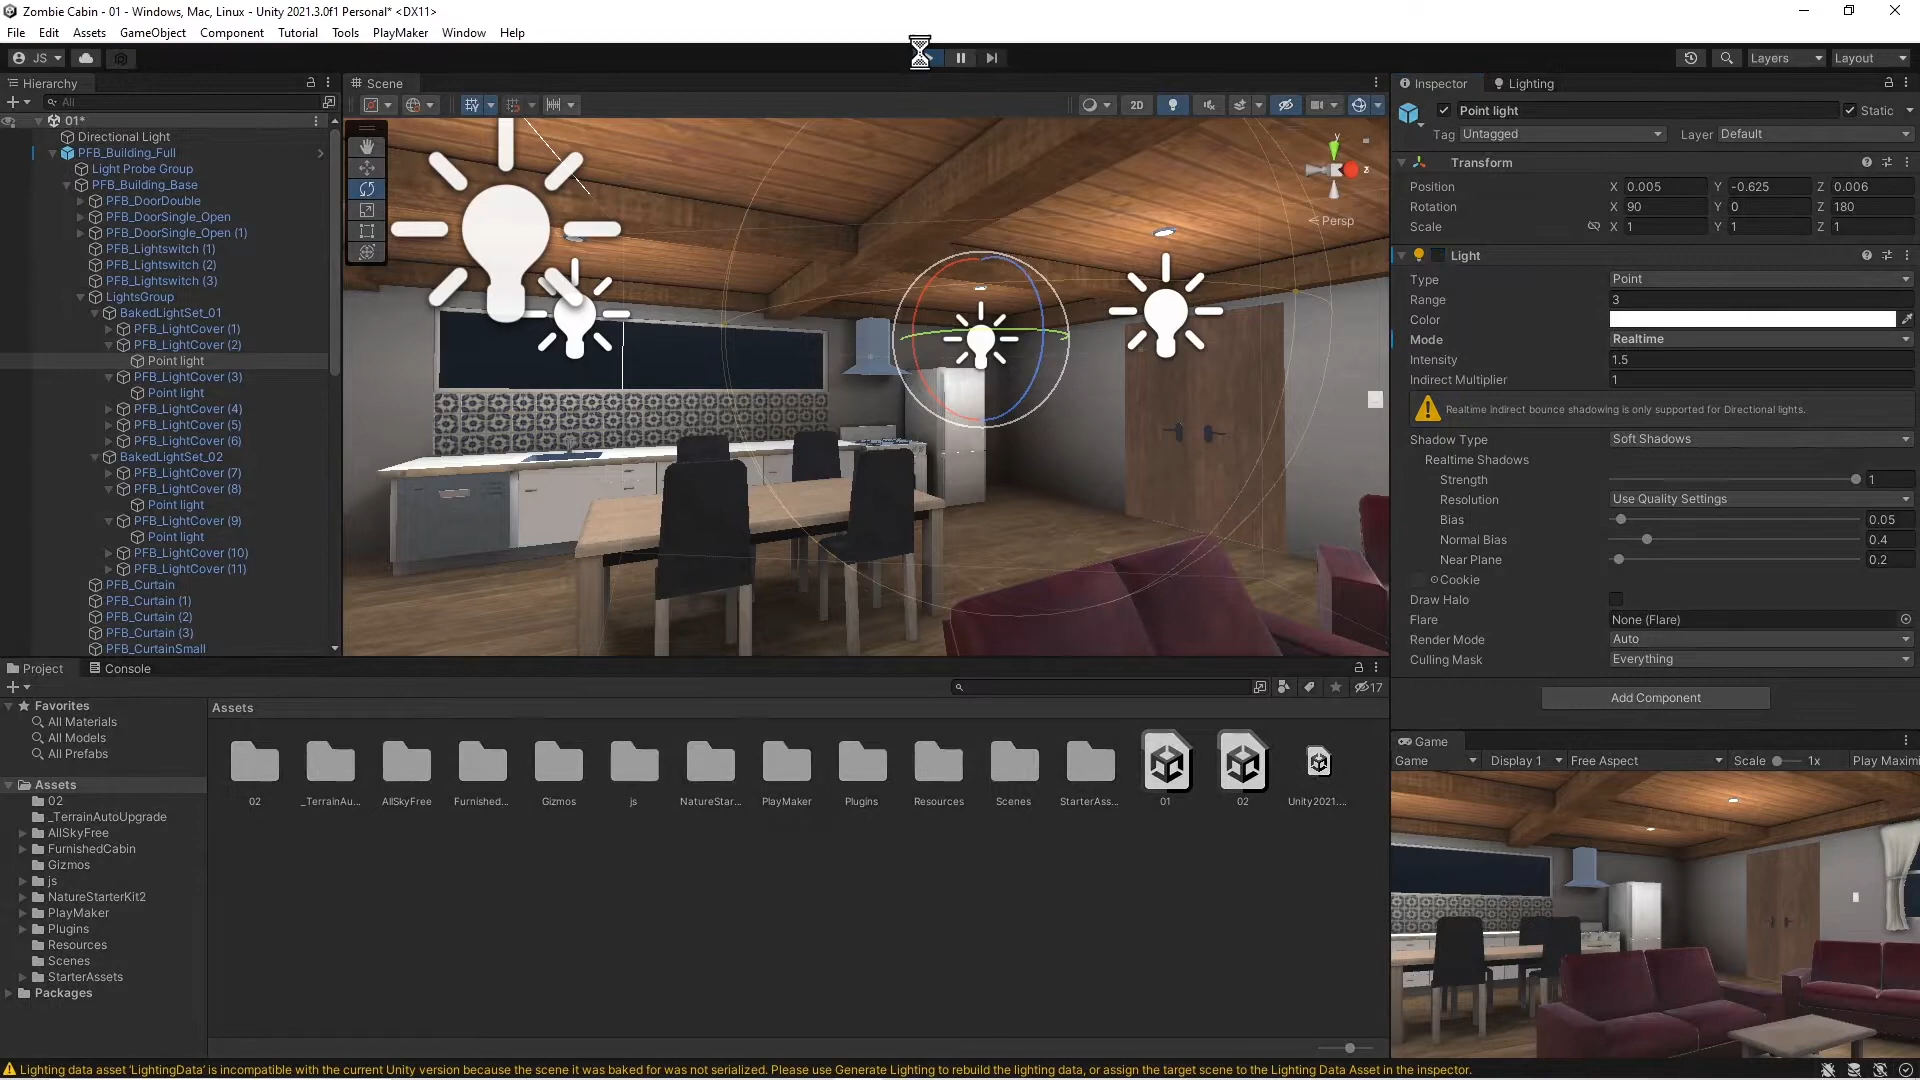 Zombie Cabin - 01 - Windows, Mac, Linux - Unity 2021.3.0f1 Personal* <DX11>
File Edit Assets GameObject Component Tutorial Tools PlayMaker Window Help
JS
Layers Layout
Hierarchy
All
01*
Directional Light
PFB_Building_Full
Light Probe Group
PFB_Building_Base
PFB_DoorDouble
PFB_DoorSingle_Open
PFB_DoorSingle_Open (1)
PFB_Lightswitch (1)
PFB_Lightswitch (2)
PFB_Lightswitch (3)
LightsGroup
BakedLightSet_01
PFB_LightCover (1)
PFB_LightCover (2)
Point light
PFB_LightCover (3)
Point light
PFB_LightCover (4)
PFB_LightCover (5)
PFB_LightCover (6)
BakedLightSet_02
PFB_LightCover (7)
PFB_LightCover (8)
Point light
PFB_LightCover (9)
Point light
PFB_LightCover (10)
PFB_LightCover (11)
PFB_Curtain
PFB_Curtain (1)
PFB_Curtain (2)
PFB_Curtain (3)
PFB_CurtainSmall
Scene
2D
y
z
Persp
Inspector Lighting
Point light Static
Tag Untagged Layer Default
Transform
Position X 0.005 Y -0.625 Z 0.006
Rotation X 90 Y 0 Z 180
Scale X 1 Y 1 Z 1
Light
Type Point
Range 3
Color
Mode Realtime
Intensity 1.5
Indirect Multiplier 1
Realtime indirect bounce shadowing is only supported for Directional lights.
Shadow Type Soft Shadows
Realtime Shadows
Strength 1
Resolution Use Quality Settings
Bias 0.05
Normal Bias 0.4
Near Plane 0.2
Cookie
Draw Halo
Flare None (Flare)
Render Mode Auto
Culling Mask Everything
Add Component
Game
Game Display 1 Free Aspect Scale 1x Play Maximi
Project Console
17
Favorites
All Materials
All Models
All Prefabs
Assets
02
_TerrainAutoUpgrade
AllSkyFree
FurnishedCabin
Gizmos
js
NatureStarterKit2
PlayMaker
Plugins
Resources
Scenes
StarterAssets
Packages
Assets
02 _TerrainAu... AllSkyFree Furnished... Gizmos js NatureStar... PlayMaker Plugins Resources Scenes StarterAss... 01 02 Unity2021....
Lighting data asset 'LightingData' is incompatible with the current Unity version because the scene it was baked for was not serialized. Please use Generate Lighting to rebuild the lighting data, or assign the target scene to the Lighting Data Asset in the inspector.